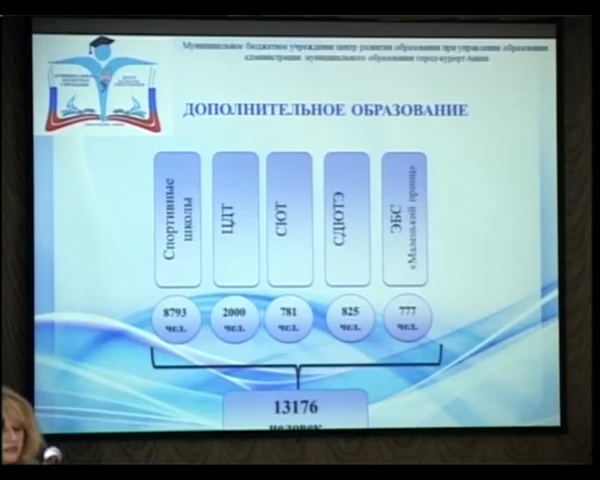 Муниципальное бюджетное учреждение центр развития образования при управлении образования
администрации муниципального образования город-курорт Анапа
ДОПОЛНИТЕЛЬНОЕ ОБРАЗОВАНИЕ
Спортивные
школы
ЦДТ
СЮТ
СДЮТЭ
ЭБС
«Маленький принц»
8793
чел.
2000
чел.
781
чел.
825
чел.
777
чел.
13176
человек